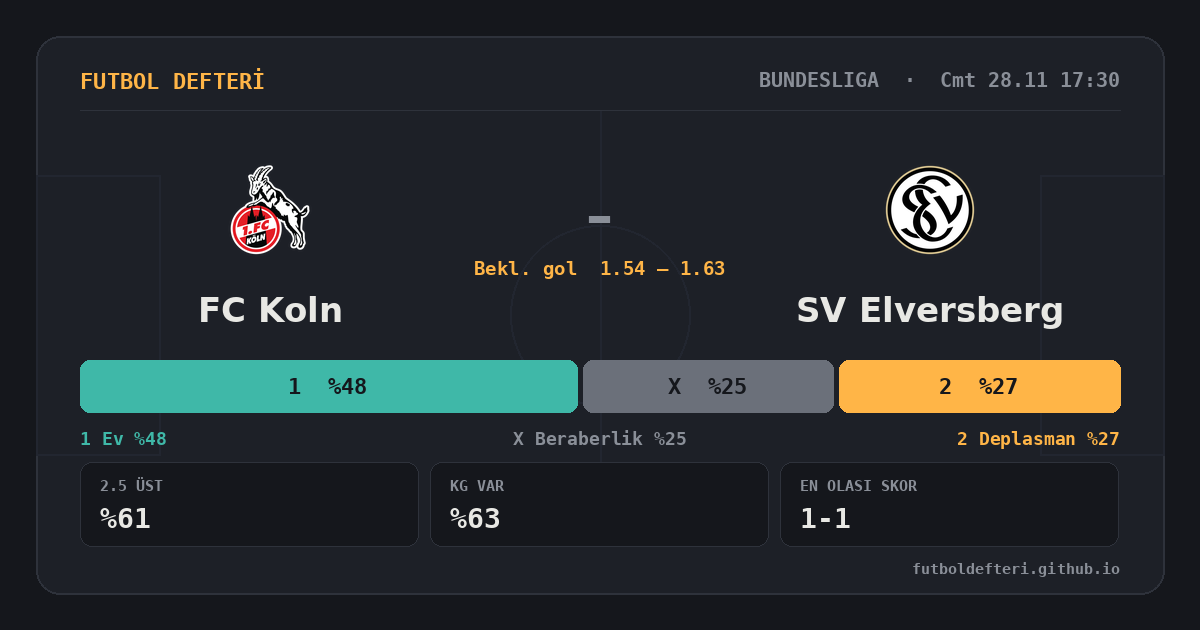 FUTBOL DEFTERİ
BUNDESLIGA · Cmt 28.11 17:30
1.FC
KÖLN
SV
–
Bekl. gol 1.54 – 1.63
FC Koln
SV Elversberg
1 %48
X %25
2 %27
1 Ev %48
X Beraberlik %25
2 Deplasman %27
2.5 ÜST
KG VAR
EN OLASI SKOR
%61
%63
1-1
futboldefteri.github.io